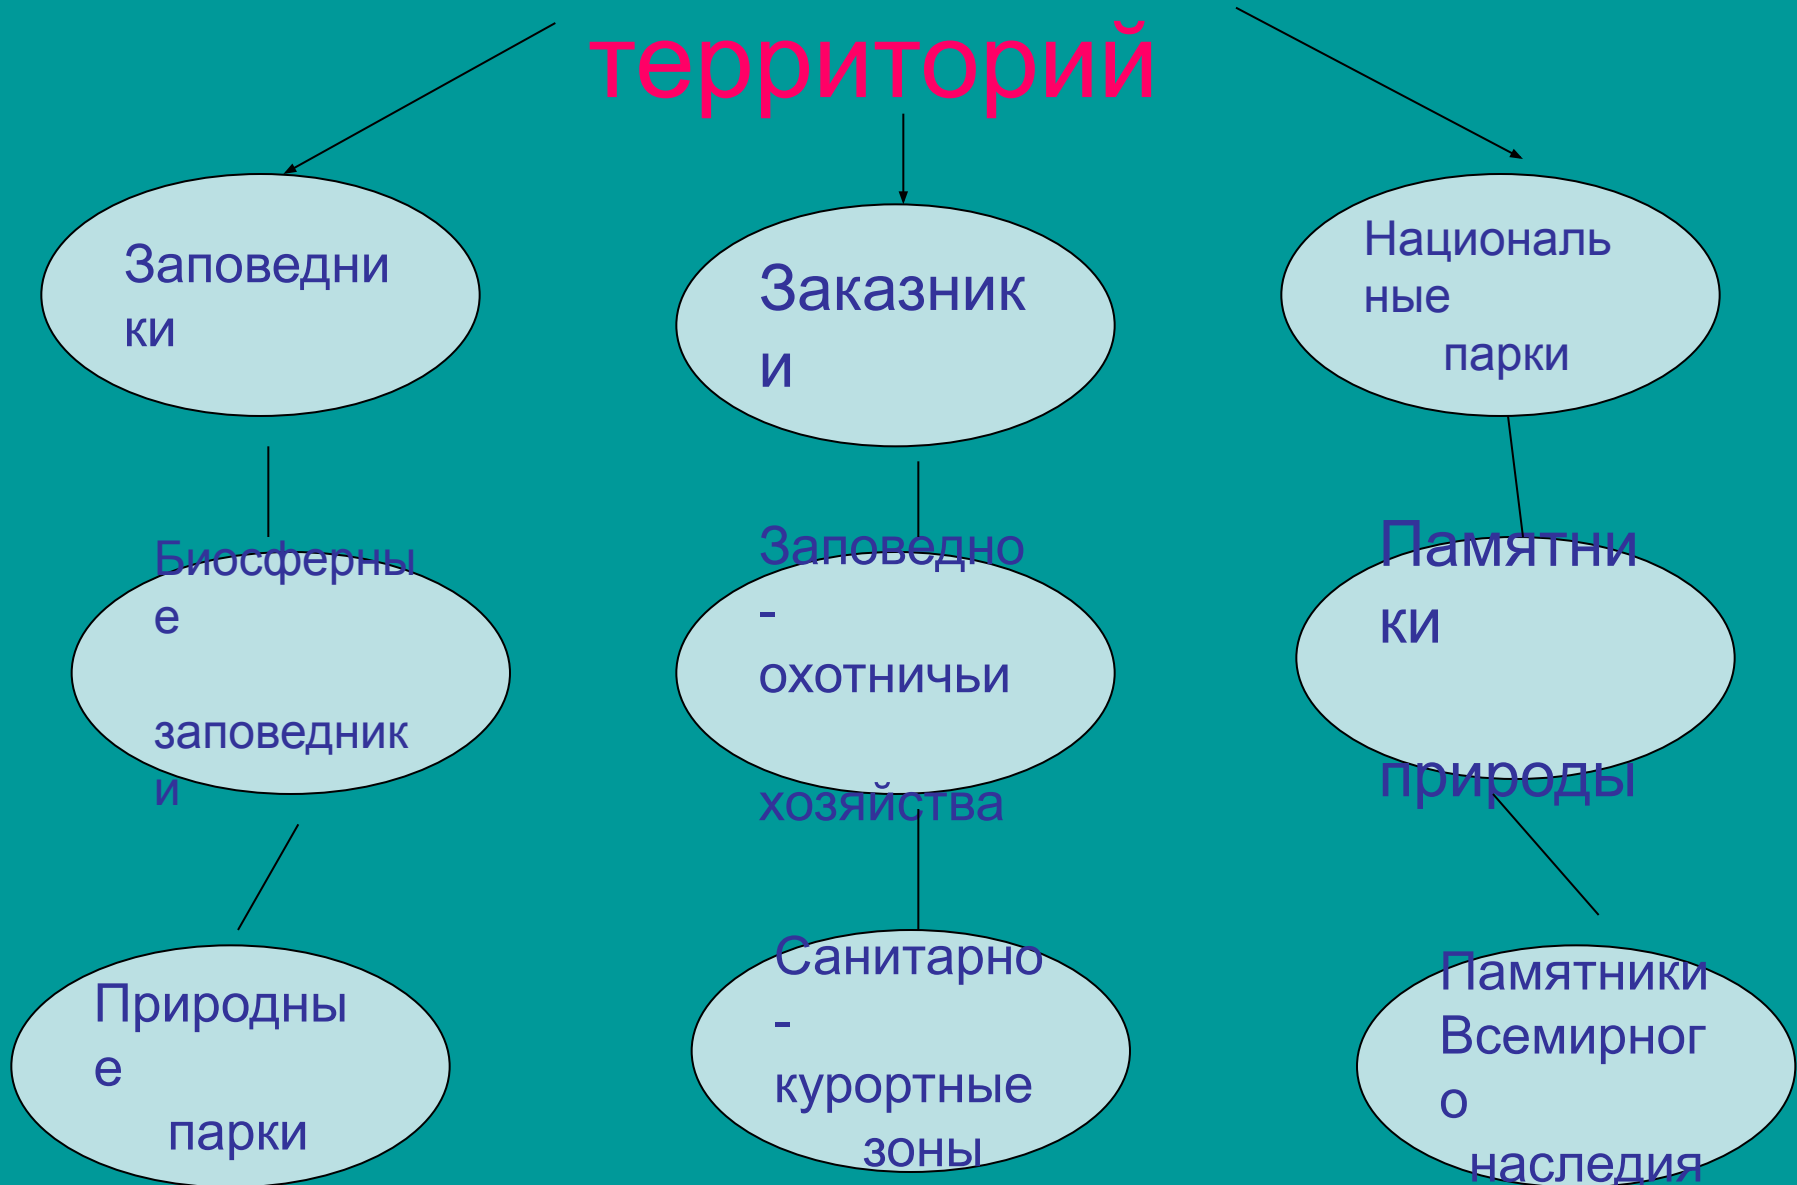 территорий
Заповедни
ки
Заказник
и
Националь
ные
парки
Биосферны
е
заповедник
и
Заповедно
-
охотничьи
хозяйства
Памятни
ки
природы
Природны
е
парки
Санитарно
-
курортные
зоны
Памятники
Всемирног
о
наследия